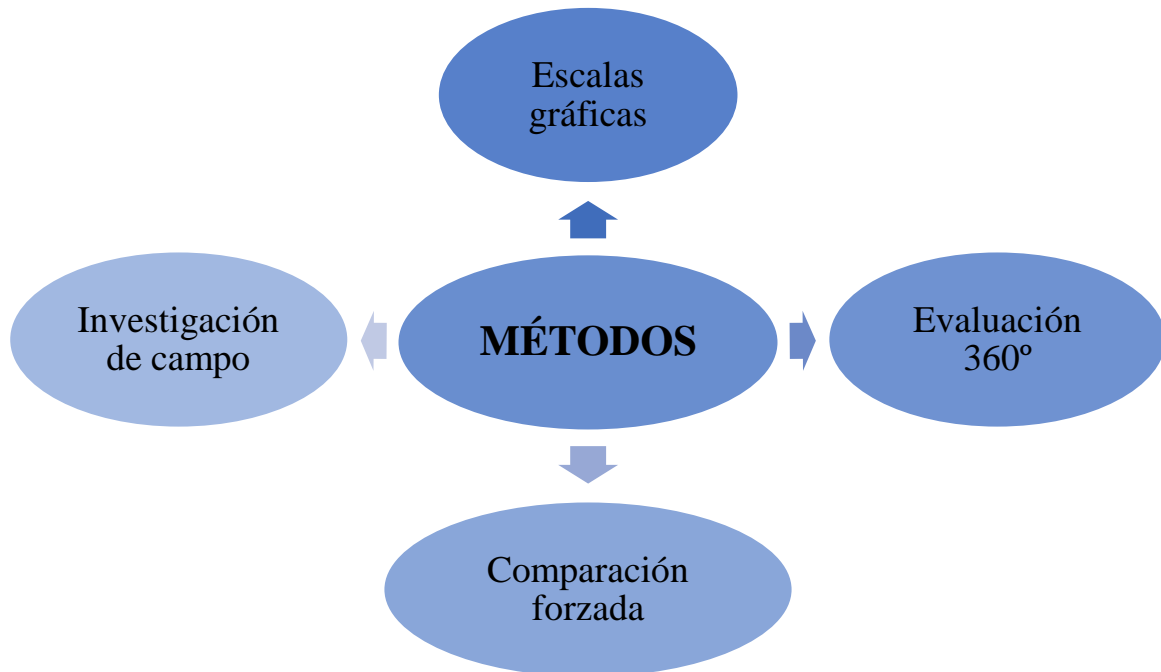 Escalas
gráficas
Investigación
de campo
MÉTODOS
Evaluación
360º
Comparación
forzada